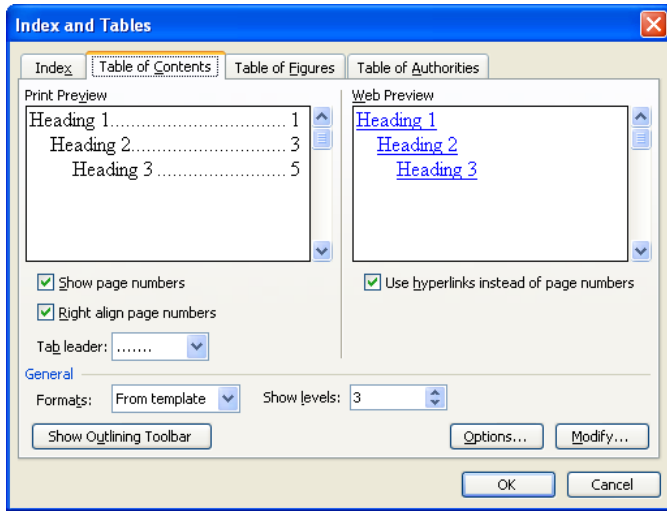 Index and Tables
Index
Table of Contents
Table of Figures
Table of Authorities
Print Preview
Heading 1.............................. 1
Heading 2........................... 3
Heading 3 ....................... 5
Show page numbers
Right align page numbers
Tab leader: .......
Web Preview
Heading 1
Heading 2
Heading 3
Use hyperlinks instead of page numbers
General
Formats: From template
Show levels: 3
Show Outlining Toolbar
Options...
Modify...
OK
Cancel